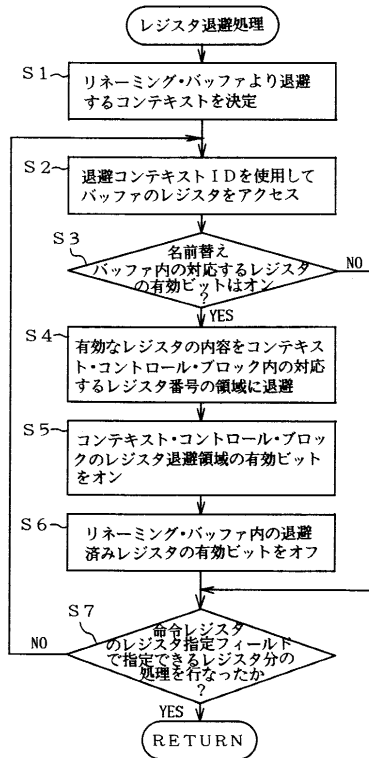 レジスタ退避処理
S1
リネーミング・バッファより退避
するコンテキストを決定
S2
退避コンテキストIDを使用して
バッファのレジスタをアクセス
S3
名前替え
バッファ内の対応するレジスタ
の有効ビットはオン
?
NO
YES
S4
有効なレジスタの内容をコンテキス
ト・コントロール・ブロック内の対応
するレジスタ番号の領域に退避
S5
コンテキスト・コントロール・ブロ
ックのレジスタ退避領域の有効ビット
をオン
S6
リネーミング・バッファ内の退避
済みレジスタの有効ビットをオフ
S7
命令レジスタ
のレジスタ指定フィールド
で指定できるレジスタ分の
処理を行なったか
?
NO
YES
RETURN